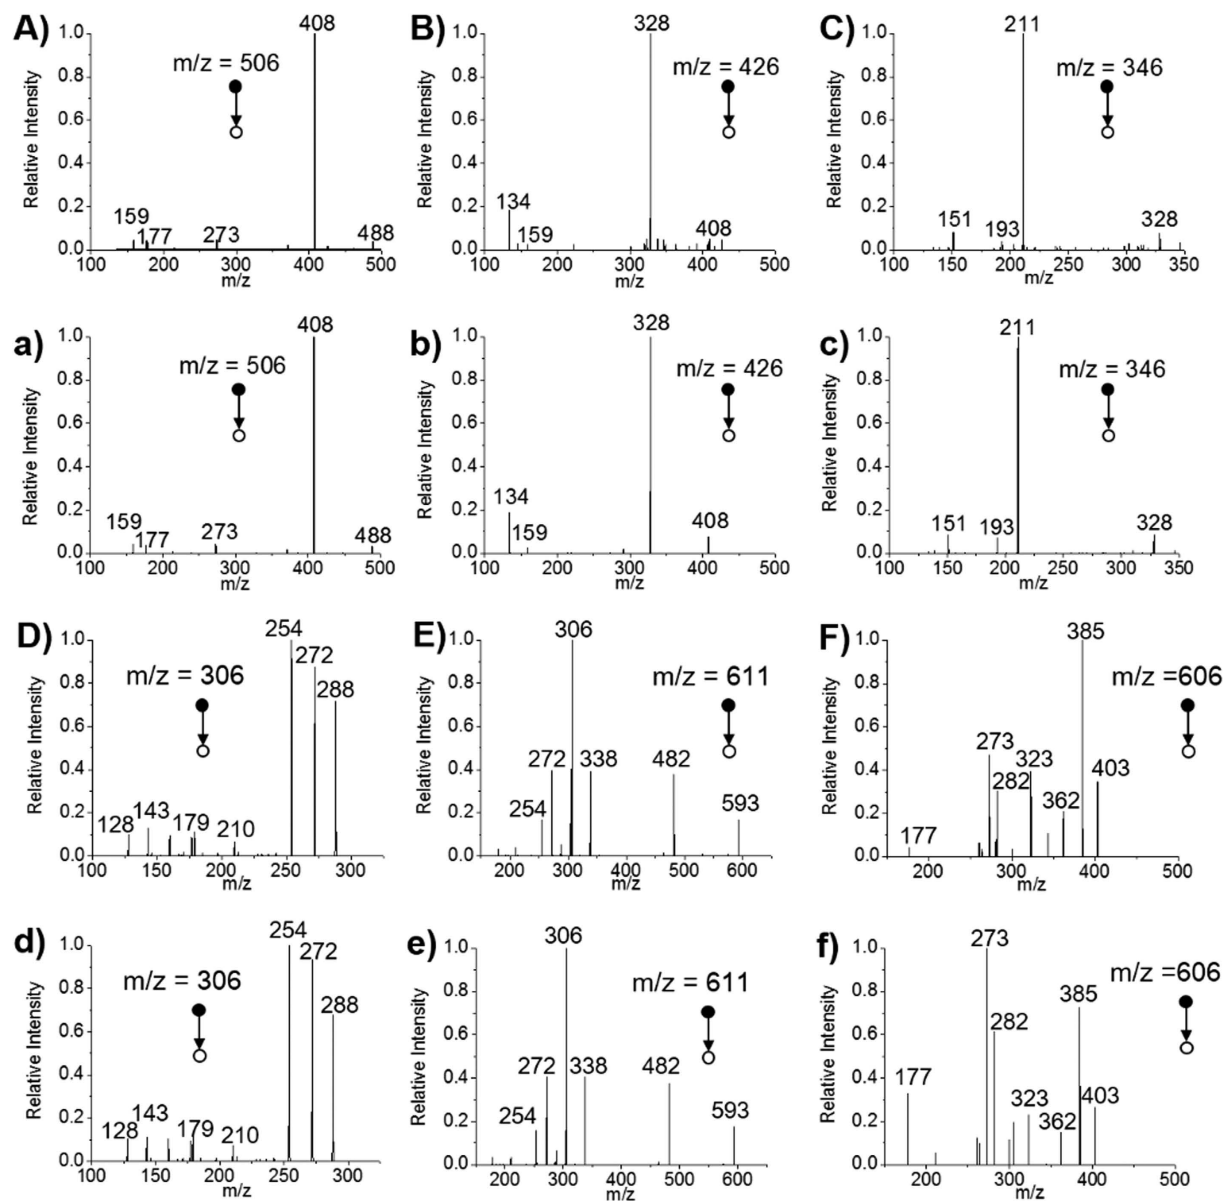 A)
Relative Intensity
1.0
0.8
0.6
0.4
0.2
0.0
408
m/z = 506
159
177
273
488
100 200 300 400 500
m/z
B)
Relative Intensity
1.0
0.8
0.6
0.4
0.2
0.0
328
m/z = 426
134
159
408
100 200 300 400 500
m/z
C)
Relative Intensity
1.0
0.8
0.6
0.4
0.2
0.0
211
m/z = 346
151
193
328
100 150 200 250 300 350
m/z
a)
Relative Intensity
1.0
0.8
0.6
0.4
0.2
0.0
408
m/z = 506
159
177
273
488
100 200 300 400 500
m/z
b)
Relative Intensity
1.0
0.8
0.6
0.4
0.2
0.0
328
m/z = 426
134
159
408
100 200 300 400 500
m/z
c)
Relative Intensity
1.0
0.8
0.6
0.4
0.2
0.0
211
m/z = 346
151
193
328
100 150 200 250 300 350
m/z
D)
Relative Intensity
1.0
0.8
0.6
0.4
0.2
0.0
254
272
288
m/z = 306
128
143
179
210
100 150 200 250 300
m/z
E)
Relative Intensity
1.0
0.8
0.6
0.4
0.2
0.0
306
m/z = 611
272
338
482
254
593
200 300 400 500 600
m/z
F)
Relative Intensity
1.0
0.8
0.6
0.4
0.2
0.0
385
m/z =606
273
323
282
362
403
177
200 300 400 500
m/z
d)
Relative Intensity
1.0
0.8
0.6
0.4
0.2
0.0
254
272
288
m/z = 306
128
143
179
210
100 150 200 250 300
m/z
e)
Relative Intensity
1.0
0.8
0.6
0.4
0.2
0.0
306
m/z = 611
272
338
482
254
593
200 300 400 500 600
m/z
f)
Relative Intensity
1.0
0.8
0.6
0.4
0.2
0.0
273
m/z =606
385
282
177
323
362
403
200 300 400 500
m/z